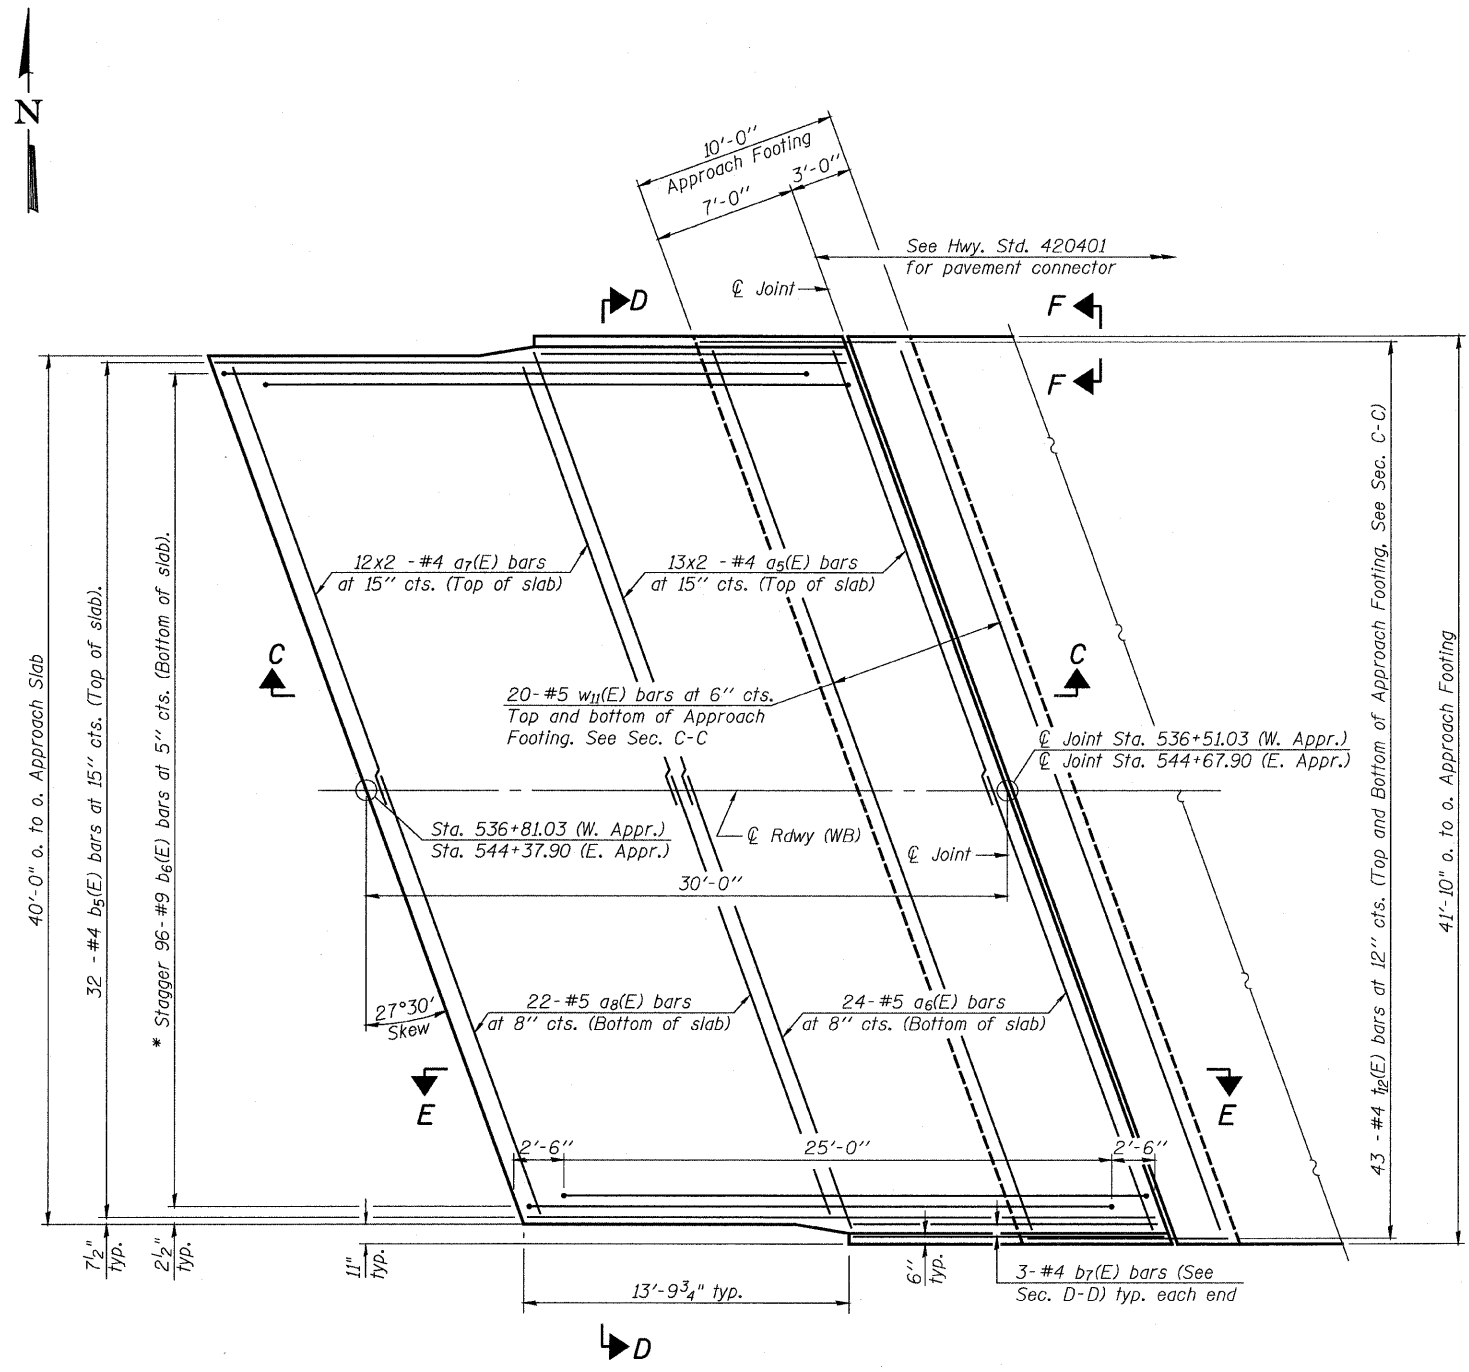 N
10'-0"
Approach Footing
3'-0"
7'-0"
See Hwy. Std. 420401
for pavement connector
℄ Joint
D
F
F
12x2 -#4 a7(E) bars
at 15" cts. (Top of slab)
13x2 -#4 a5(E) bars
at 15" cts. (Top of slab)
C
C
20-#5 w11(E) bars at 6" cts.
Top and bottom of Approach
Footing. See Sec. C-C
℄ Joint Sta. 536+51.03 (W. Appr.)
℄ Joint Sta. 544+67.90 (E. Appr.)
Sta. 536+81.03 (W. Appr.)
Sta. 544+37.90 (E. Appr.)
℄ Rdwy (WB)
℄ Joint
30'-0"
27°30'
Skew
22-#5 a8(E) bars
at 8" cts. (Bottom of slab)
24-#5 a6(E) bars
at 8" cts. (Bottom of slab)
E
E
2'-6"
25'-0"
2'-6"
40'-0" o. to o. Approach Slab
32 -#4 b5(E) bars at 15" cts. (Top of slab).
* Stagger 96-#9 b6(E) bars at 5" cts. (Bottom of slab).
43 -#4 t12(E) bars at 12" cts. (Top and Bottom of Approach Footing, See Sec. C-C)
41'-10" o. to o. Approach Footing
7½"
typ.
2½"
typ.
11"
typ.
6"
typ.
13'-9¾" typ.
3-#4 b7(E) bars (See
Sec. D-D) typ. each end
D